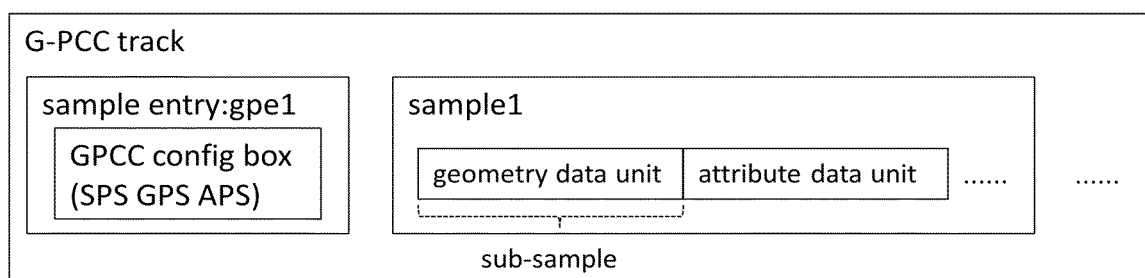 G-PCC track
sample entry:gpe1
GPCC config box
(SPS GPS APS)
sample1
geometry data unit
attribute data unit
......
......
sub-sample